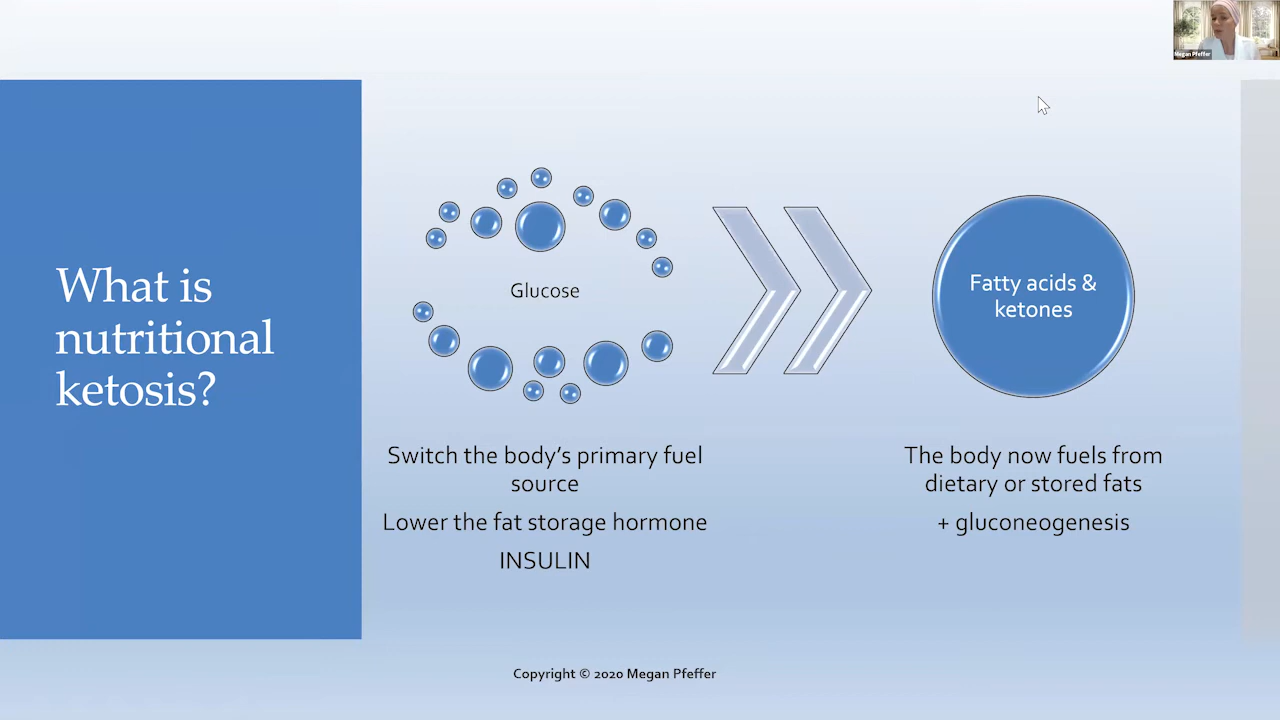 Megan Pfeffer
What is
nutritional
ketosis?
Glucose
Fatty acids &
ketones
Switch the body's primary fuel
source
Lower the fat storage hormone
INSULIN
The body now fuels from
dietary or stored fats
+ gluconeogenesis
Copyright © 2020 Megan Pfeffer